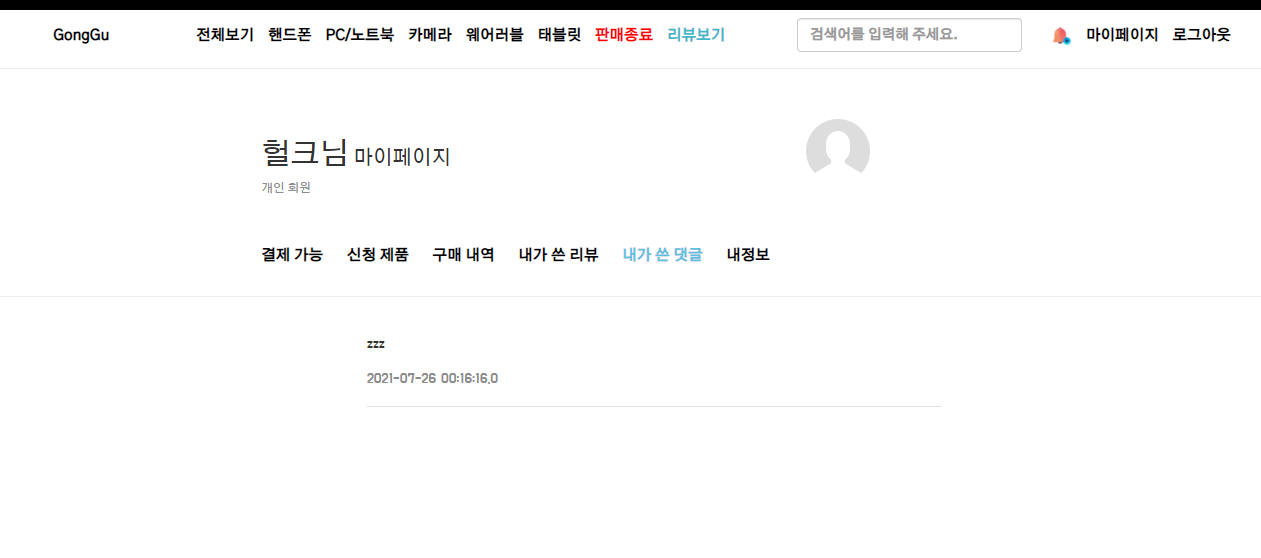 GongGu 전체보기 핸드폰 PC/노트북 카메라 웨어러블 태블릿 판매종료 리뷰보기 검색어를 입력해 주세요. 마이페이지 로그아웃
헐크님 마이페이지
개인 회원
결제 가능 신청 제품 구매 내역 내가 쓴 리뷰 내가 쓴 댓글 내정보
zzz
2021-07-26 00:16:16.0